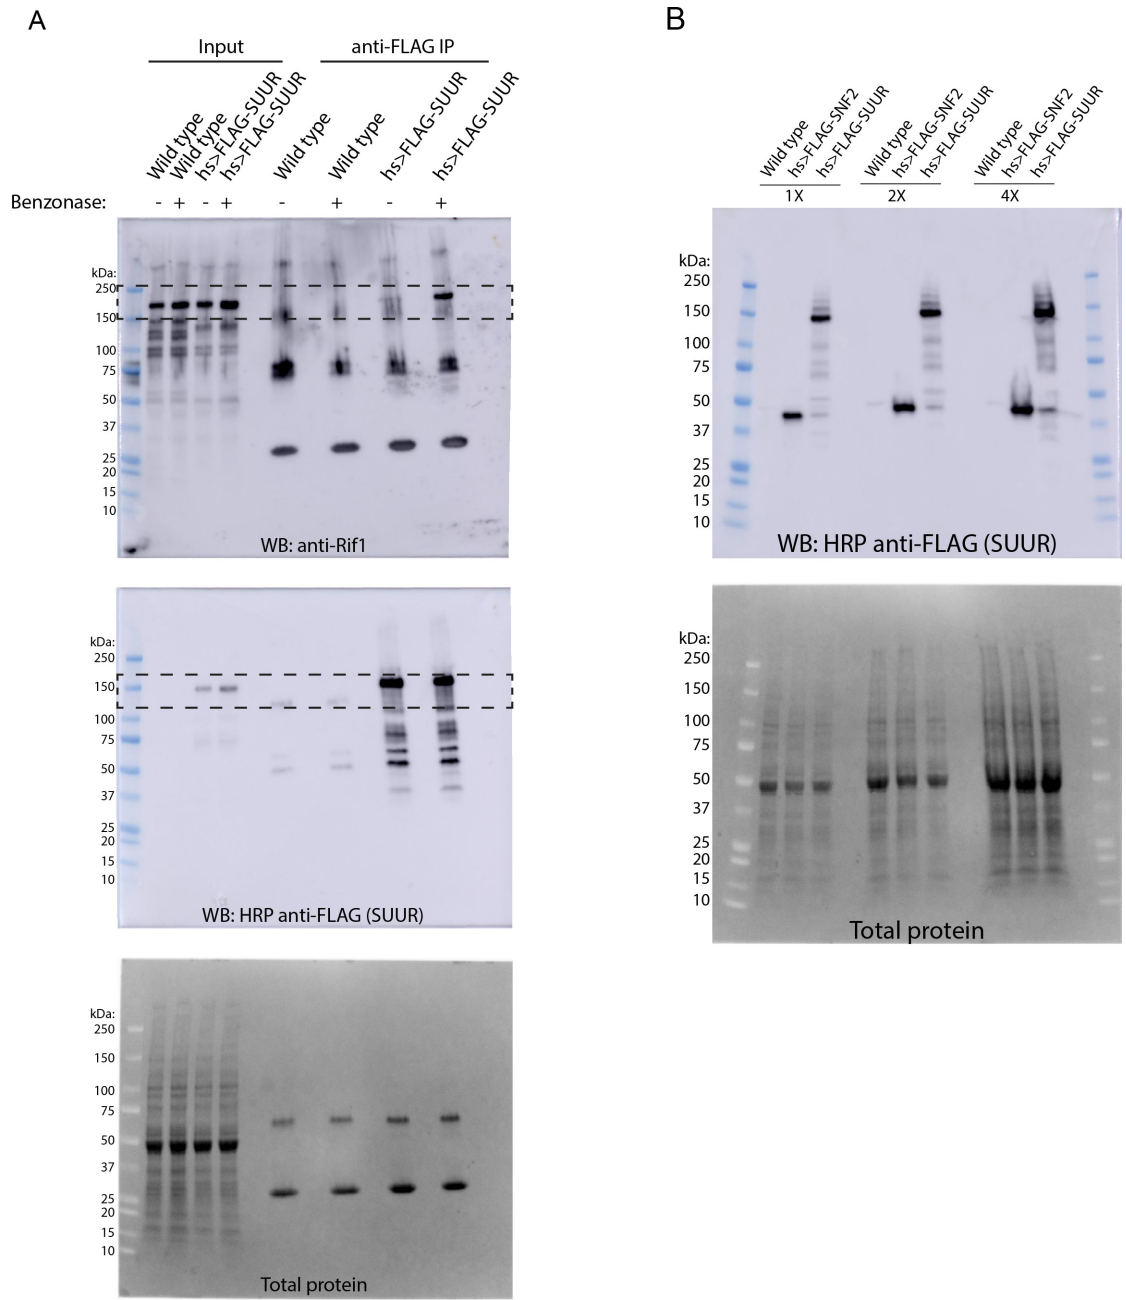 A
Input
anti-FLAG IP
Wild type
Wild type
hs>FLAG-SUUR
hs>FLAG-SUUR
Wild type
Wild type
hs>FLAG-SUUR
hs>FLAG-SUUR
Benzonase: - + - + - + - +
kDa:
250
150
100
75
50
37
25
20
15
10
WB: anti-Rif1
kDa:
250
150
100
75
50
37
25
20
15
10
WB: HRP anti-FLAG (SUUR)
kDa:
250
150
100
75
50
37
25
20
15
10
Total protein
B
Wild type
hs>FLAG-SNF2
hs>FLAG-SUUR
Wild type
hs>FLAG-SNF2
hs>FLAG-SUUR
Wild type
hs>FLAG-SNF2
hs>FLAG-SUUR
1X
2X
4X
kDa:
250
150
100
75
50
37
25
20
15
10
WB: HRP anti-FLAG (SUUR)
kDa:
250
150
100
75
50
37
25
20
15
10
Total protein